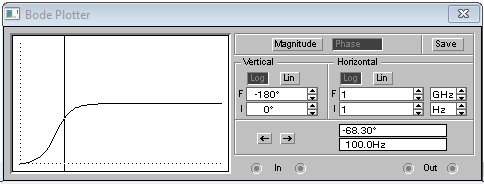 Bode Plotter
Magnitude Phase Save
Vertical Horizontal
Log Lin Log Lin
F -180° F 1 GHz
I 0° I 1 Hz
← → -68.30°
100.0Hz
In Out